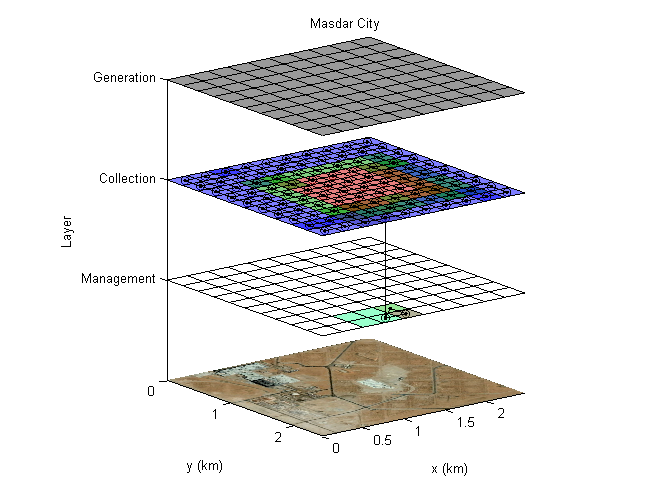 Masdar City
Generation
Collection
Layer
Management
0
1
2
y (km)
0
0.5
1
1.5
2
x (km)